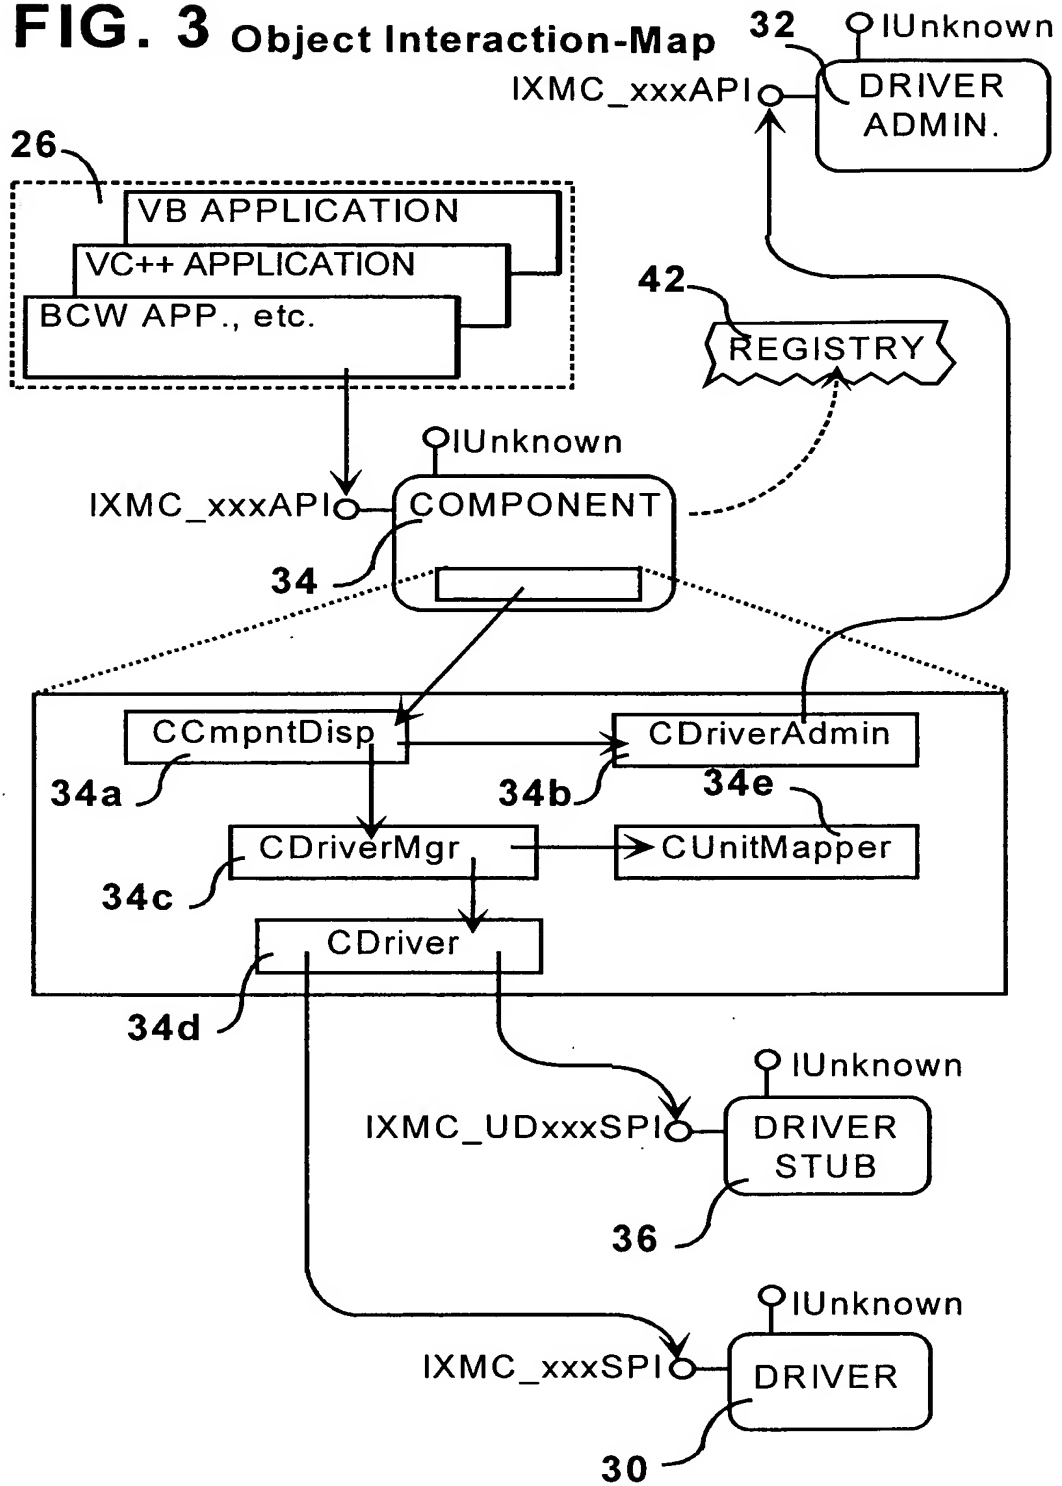 FIG. 3 Object Interaction-Map
32
IUnknown
IXMC_xxxAPI
DRIVER
ADMIN.
26
VB APPLICATION
VC++ APPLICATION
BCW APP., etc.
42
REGISTRY
IUnknown
IXMC_xxxAPI
COMPONENT
34
CCmpntDisp
CDriverAdmin
34a
34b
34e
CDriverMgr
CUnitMapper
34c
CDriver
34d
IUnknown
IXMC_UDxxxSPI
DRIVER
STUB
36
IUnknown
IXMC_xxxSPI
DRIVER
30